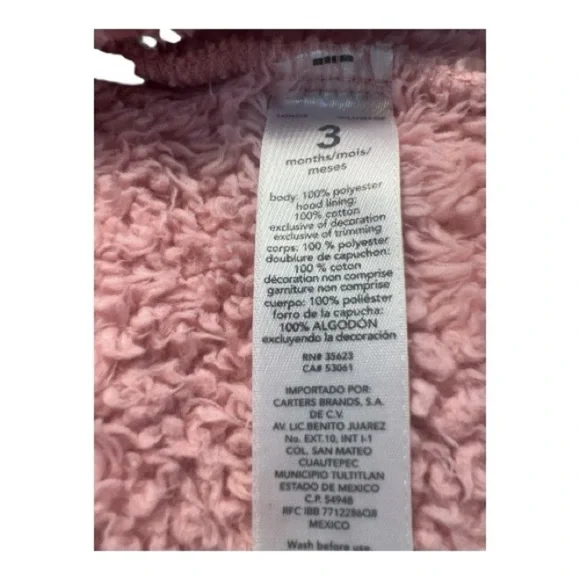 3
months/mois/
meses
body: 100% polyester
hood lining:
100% cotton
exclusive of decoration
exclusive of trimming
corps: 100 % polyester
doublure de capuchon:
100 % coton
décoration non comprise
garniture non comprise
cuerpo: 100% poliéster
forro de la capucha:
100% ALGODÓN
excluyendo la decoración
RN# 35623
CA# 53061
IMPORTADO POR:
CARTERS BRANDS, S.A.
DE C.V.
AV. LIC.BENITO JUAREZ
No. EXT.10, INT I-1
COL. SAN MATEO
CUAUTEPEC
MUNICIPIO TULTITLAN
ESTADO DE MEXICO
C.P. 54948
RFC IBB 7712286Q8
MEXICO
Wash before use.